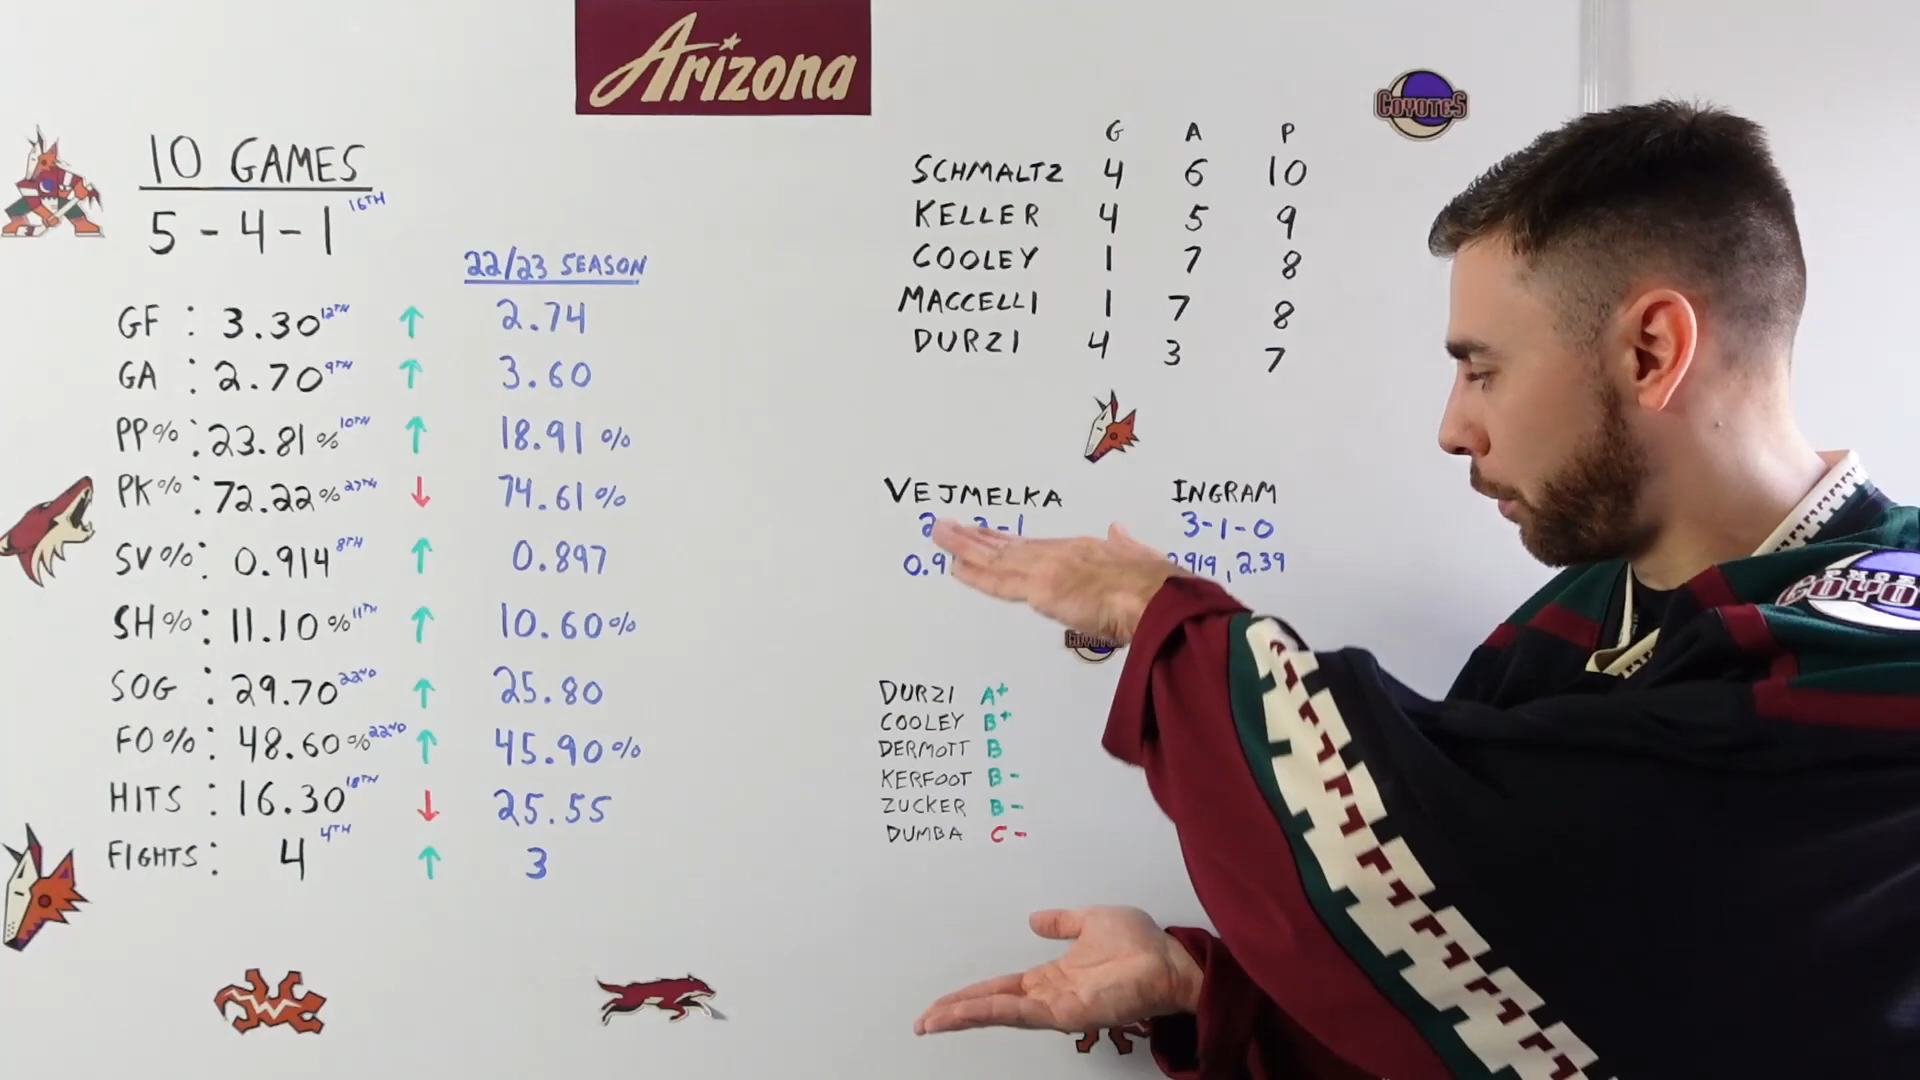 Arizona
COYOTES
10 GAMES
5-4-1 16TH
22/23 SEASON
GF : 3.30 12TH ↑ 2.74
GA : 2.70 9TH ↑ 3.60
PP% : 23.81% 10TH ↑ 18.91%
PK% : 72.22% 27TH ↓ 74.61%
SV% : 0.914 8TH ↑ 0.897
SH% : 11.10% 11TH ↑ 10.60%
SOG : 29.70 22ND ↑ 25.80
FO% : 48.60% 22ND ↑ 45.90%
HITS : 16.30 18TH ↓ 25.55
FIGHTS : 4 4TH ↑ 3
G A P
SCHMALTZ 4 6 10
KELLER 4 5 9
COOLEY 1 7 8
MACCELLI 1 7 8
DURZI 4 3 7
VEJMELKA INGRAM
2 -1 3-1-0
0.9 919, 2.39
DURZI A+
COOLEY B+
DERMOTT B
KERFOOT B-
ZUCKER B-
DUMBA C-